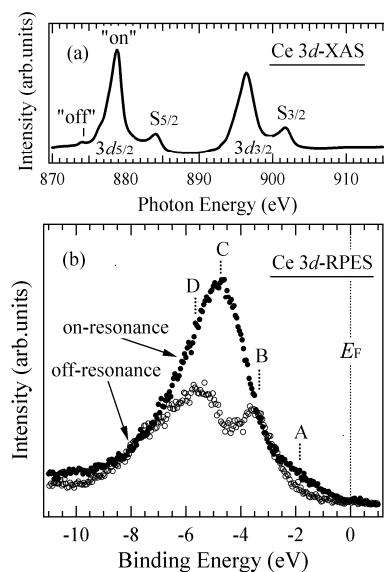 (a)
"on"
Ce 3d-XAS
"off"
S5/2
S3/2
3d5/2
3d3/2
Intensity (arb.units)
870 880 890 900 910
Photon Energy (eV)
(b)
C
Ce 3d-RPES
D
on-resonance
B
EF
off-resonance
A
Intensity (arb.units)
-10 -8 -6 -4 -2 0
Binding Energy (eV)